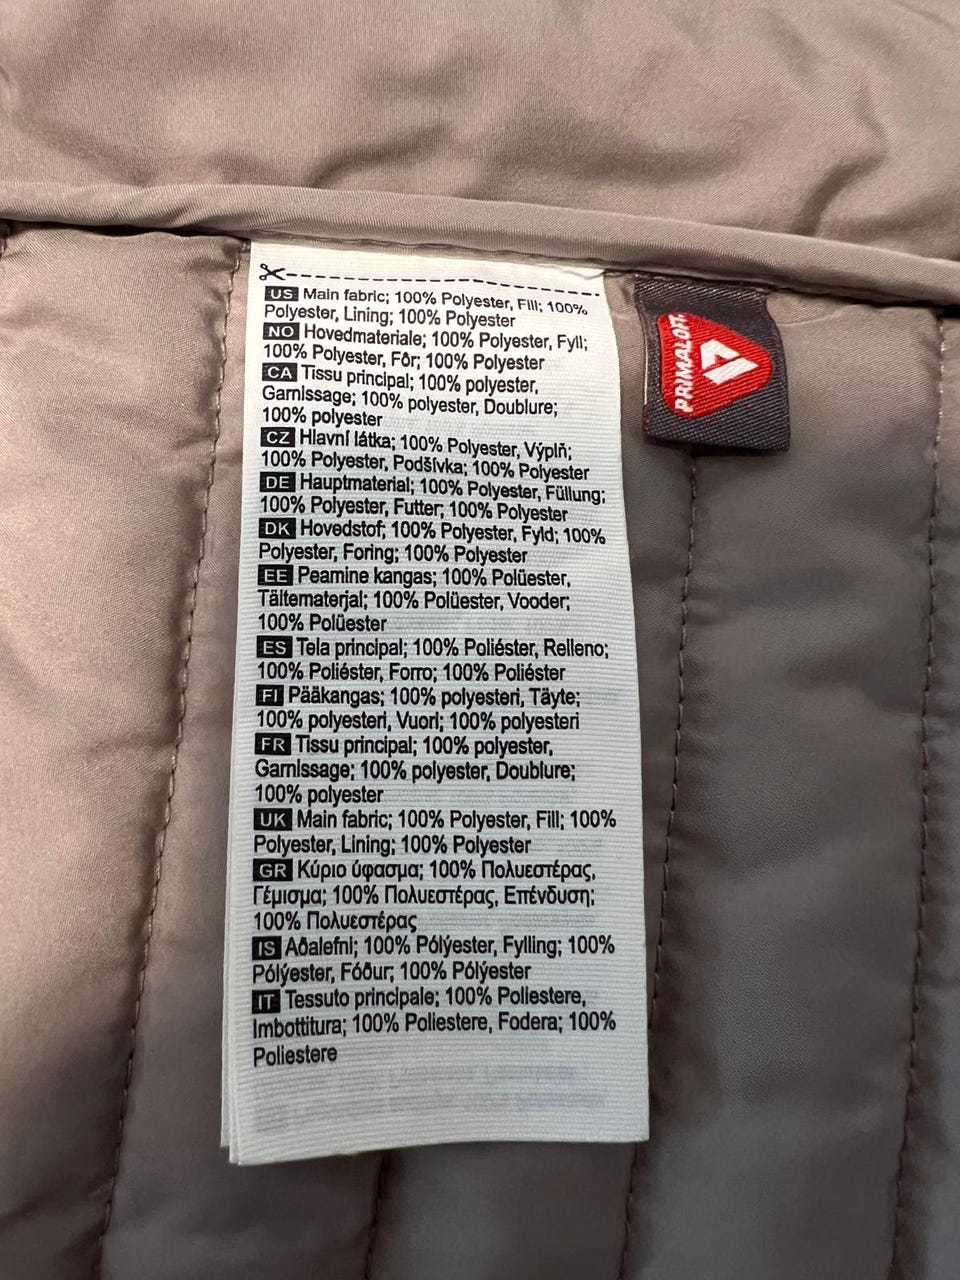 US Main fabric; 100% Polyester, Fill; 100%
Polyester, Lining; 100% Polyester
NO Hovedmateriale; 100% Polyester, Fyll;
100% Polyester, Fôr; 100% Polyester
CA Tissu principal; 100% polyester,
Garnissage; 100% polyester, Doublure;
100% polyester
CZ Hlavní látka; 100% Polyester, Výplň;
100% Polyester, Podšívka; 100% Polyester
DE Hauptmaterial; 100% Polyester, Füllung;
100% Polyester, Futter; 100% Polyester
DK Hovedstof; 100% Polyester, Fyld; 100%
Polyester, Foring; 100% Polyester
EE Peamine kangas; 100% Polüester,
Tältematerjal; 100% Polüester, Vooder;
100% Polüester
ES Tela principal; 100% Poliéster, Relleno;
100% Poliéster, Forro; 100% Poliéster
FI Pääkangas; 100% polyesteri, Täyte;
100% polyesteri, Vuori; 100% polyesteri
FR Tissu principal; 100% polyester,
Garnissage; 100% polyester, Doublure;
100% polyester
UK Main fabric; 100% Polyester, Fill; 100%
Polyester, Lining; 100% Polyester
GR Κύριο ύφασμα; 100% Πολυεστέρας,
Γέμισμα; 100% Πολυεστέρας, Επένδυση;
100% Πολυεστέρας
IS Aðalefni; 100% Pólýester, Fylling; 100%
Pólýester, Fóður; 100% Pólýester
IT Tessuto principale; 100% Poliestere,
Imbottitura; 100% Poliestere, Fodera; 100%
Poliestere
PRIMALOFT